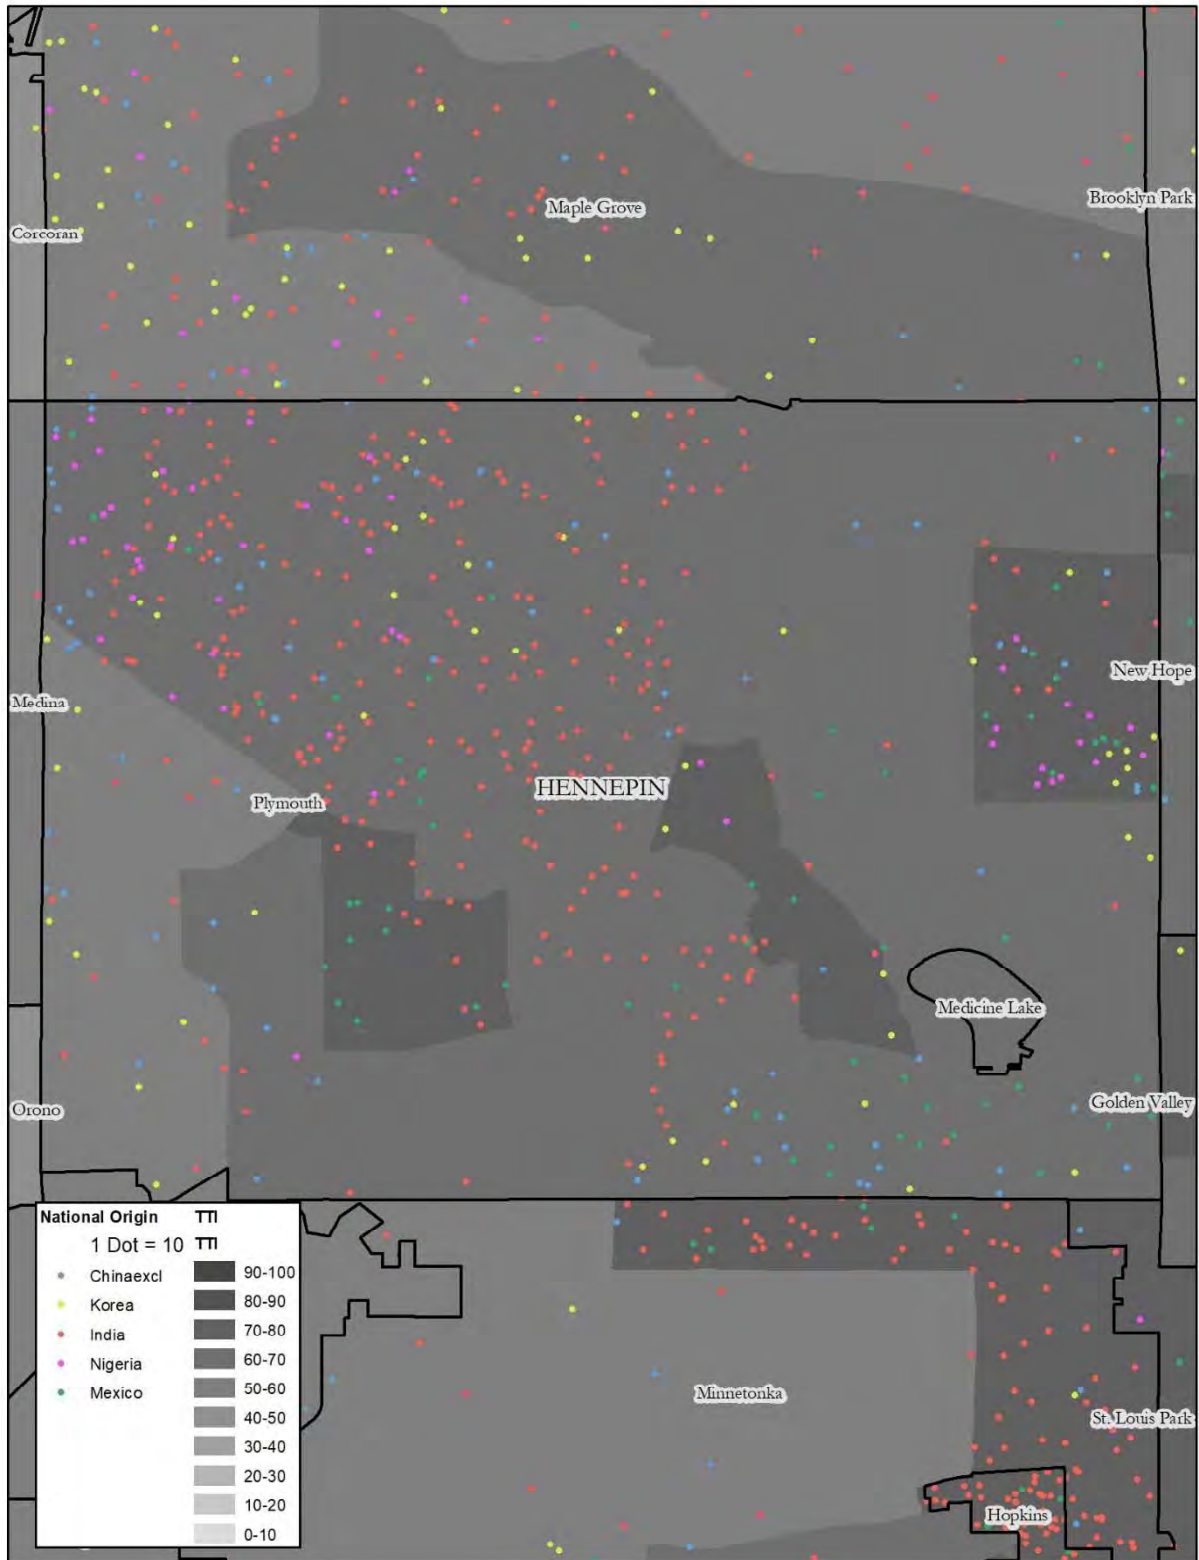 Maple Grove
Brooklyn Park
Corcoran
New Hope
Medina
HENNEPIN
Plymouth
Medicine Lake
Orono
Golden Valley
National Origin
TTI
1 Dot = 10
TTI
Chinaexcl
Korea
India
Nigeria
Mexico
90-100
80-90
70-80
60-70
50-60
40-50
30-40
20-30
10-20
0-10
Minnetonka
St. Louis Park
Hopkins